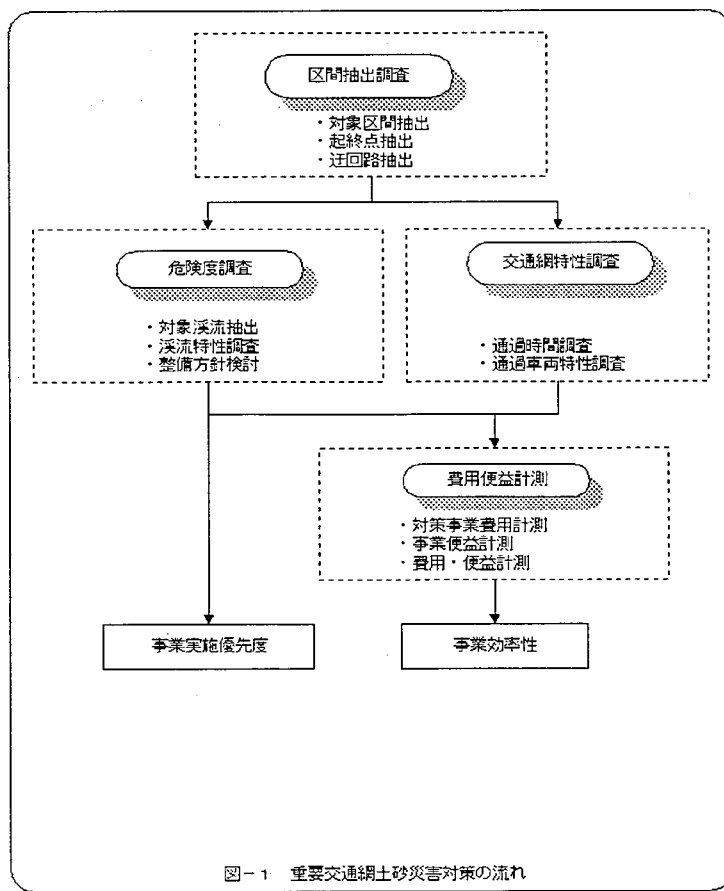 区間抽出調査
・対象区間抽出
・起終点抽出
・迂回路抽出
危険度調査
・対象渓流抽出
・渓流特性調査
・整備方針検討
交通網特性調査
・通過時間調査
・通過車両特性調査
費用便益計測
・対策事業費用計測
・事業便益計測
・費用・便益計測
事業実施優先度
事業効率性
図－1　重要交通網土砂災害対策の流れ